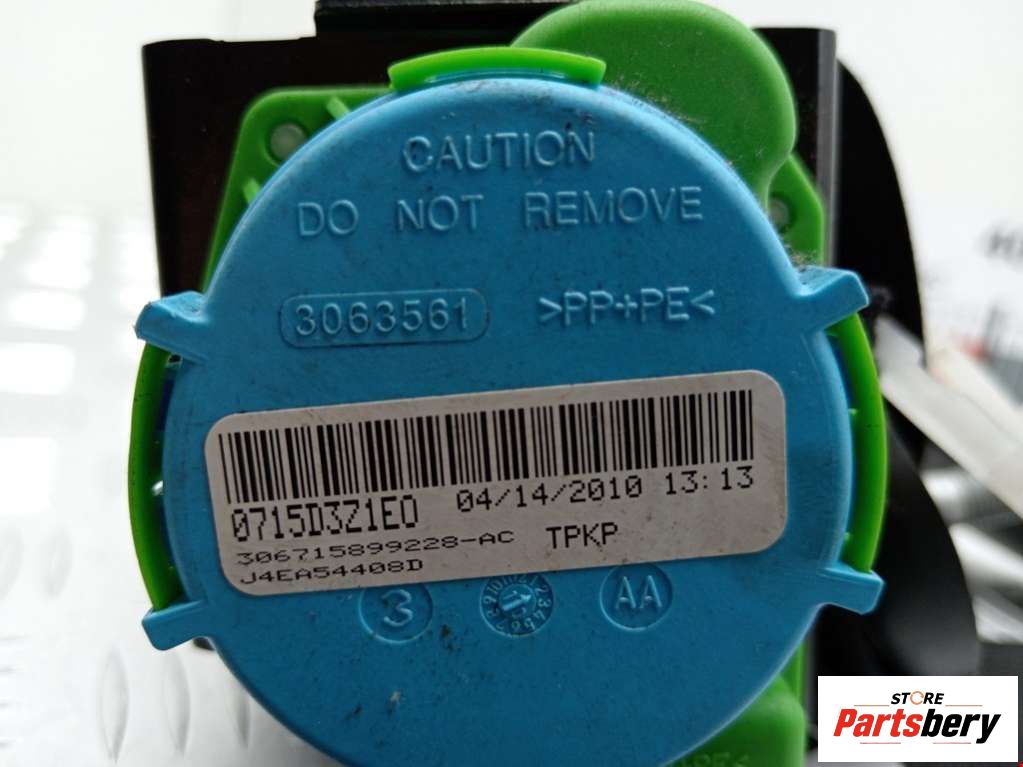 CAUTION
DO NOT REMOVE
3063561 >PP+PE<
0715D3Z1E0 04/14/2010 13:13
306715899228-AC TPKP
J4EA54408D
3 AA
STORE
Partsbery